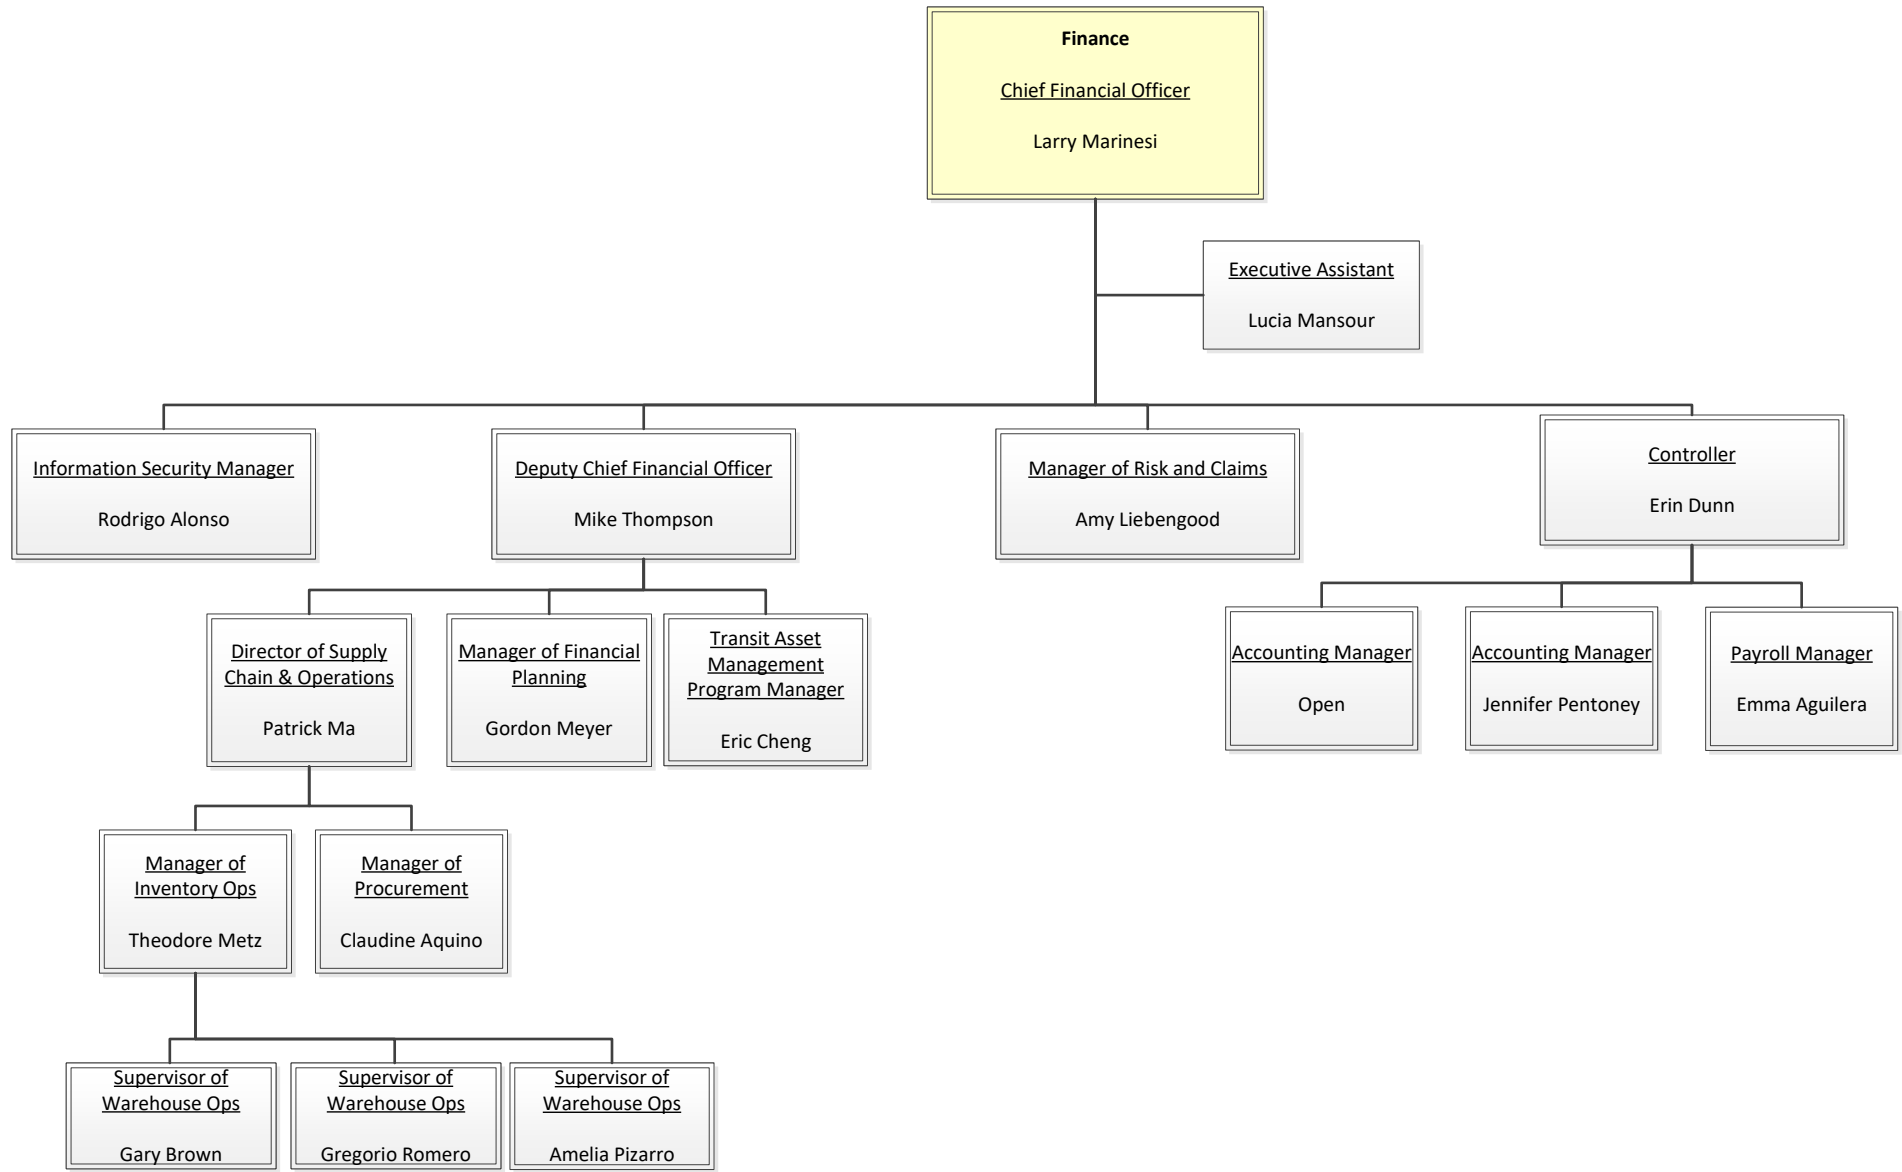 Finance
Chief Financial Officer
Larry Marinesi
Executive Assistant
Lucia Mansour
Information Security Manager
Rodrigo Alonso
Deputy Chief Financial Officer
Mike Thompson
Manager of Risk and Claims
Amy Liebengood
Controller
Erin Dunn
Director of Supply
Chain & Operations
Patrick Ma
Manager of Financial
Planning
Gordon Meyer
Transit Asset
Management
Program Manager
Eric Cheng
Accounting Manager
Open
Accounting Manager
Jennifer Pentoney
Payroll Manager
Emma Aguilera
Manager of
Inventory Ops
Theodore Metz
Manager of
Procurement
Claudine Aquino
Supervisor of
Warehouse Ops
Gary Brown
Supervisor of
Warehouse Ops
Gregorio Romero
Supervisor of
Warehouse Ops
Amelia Pizarro